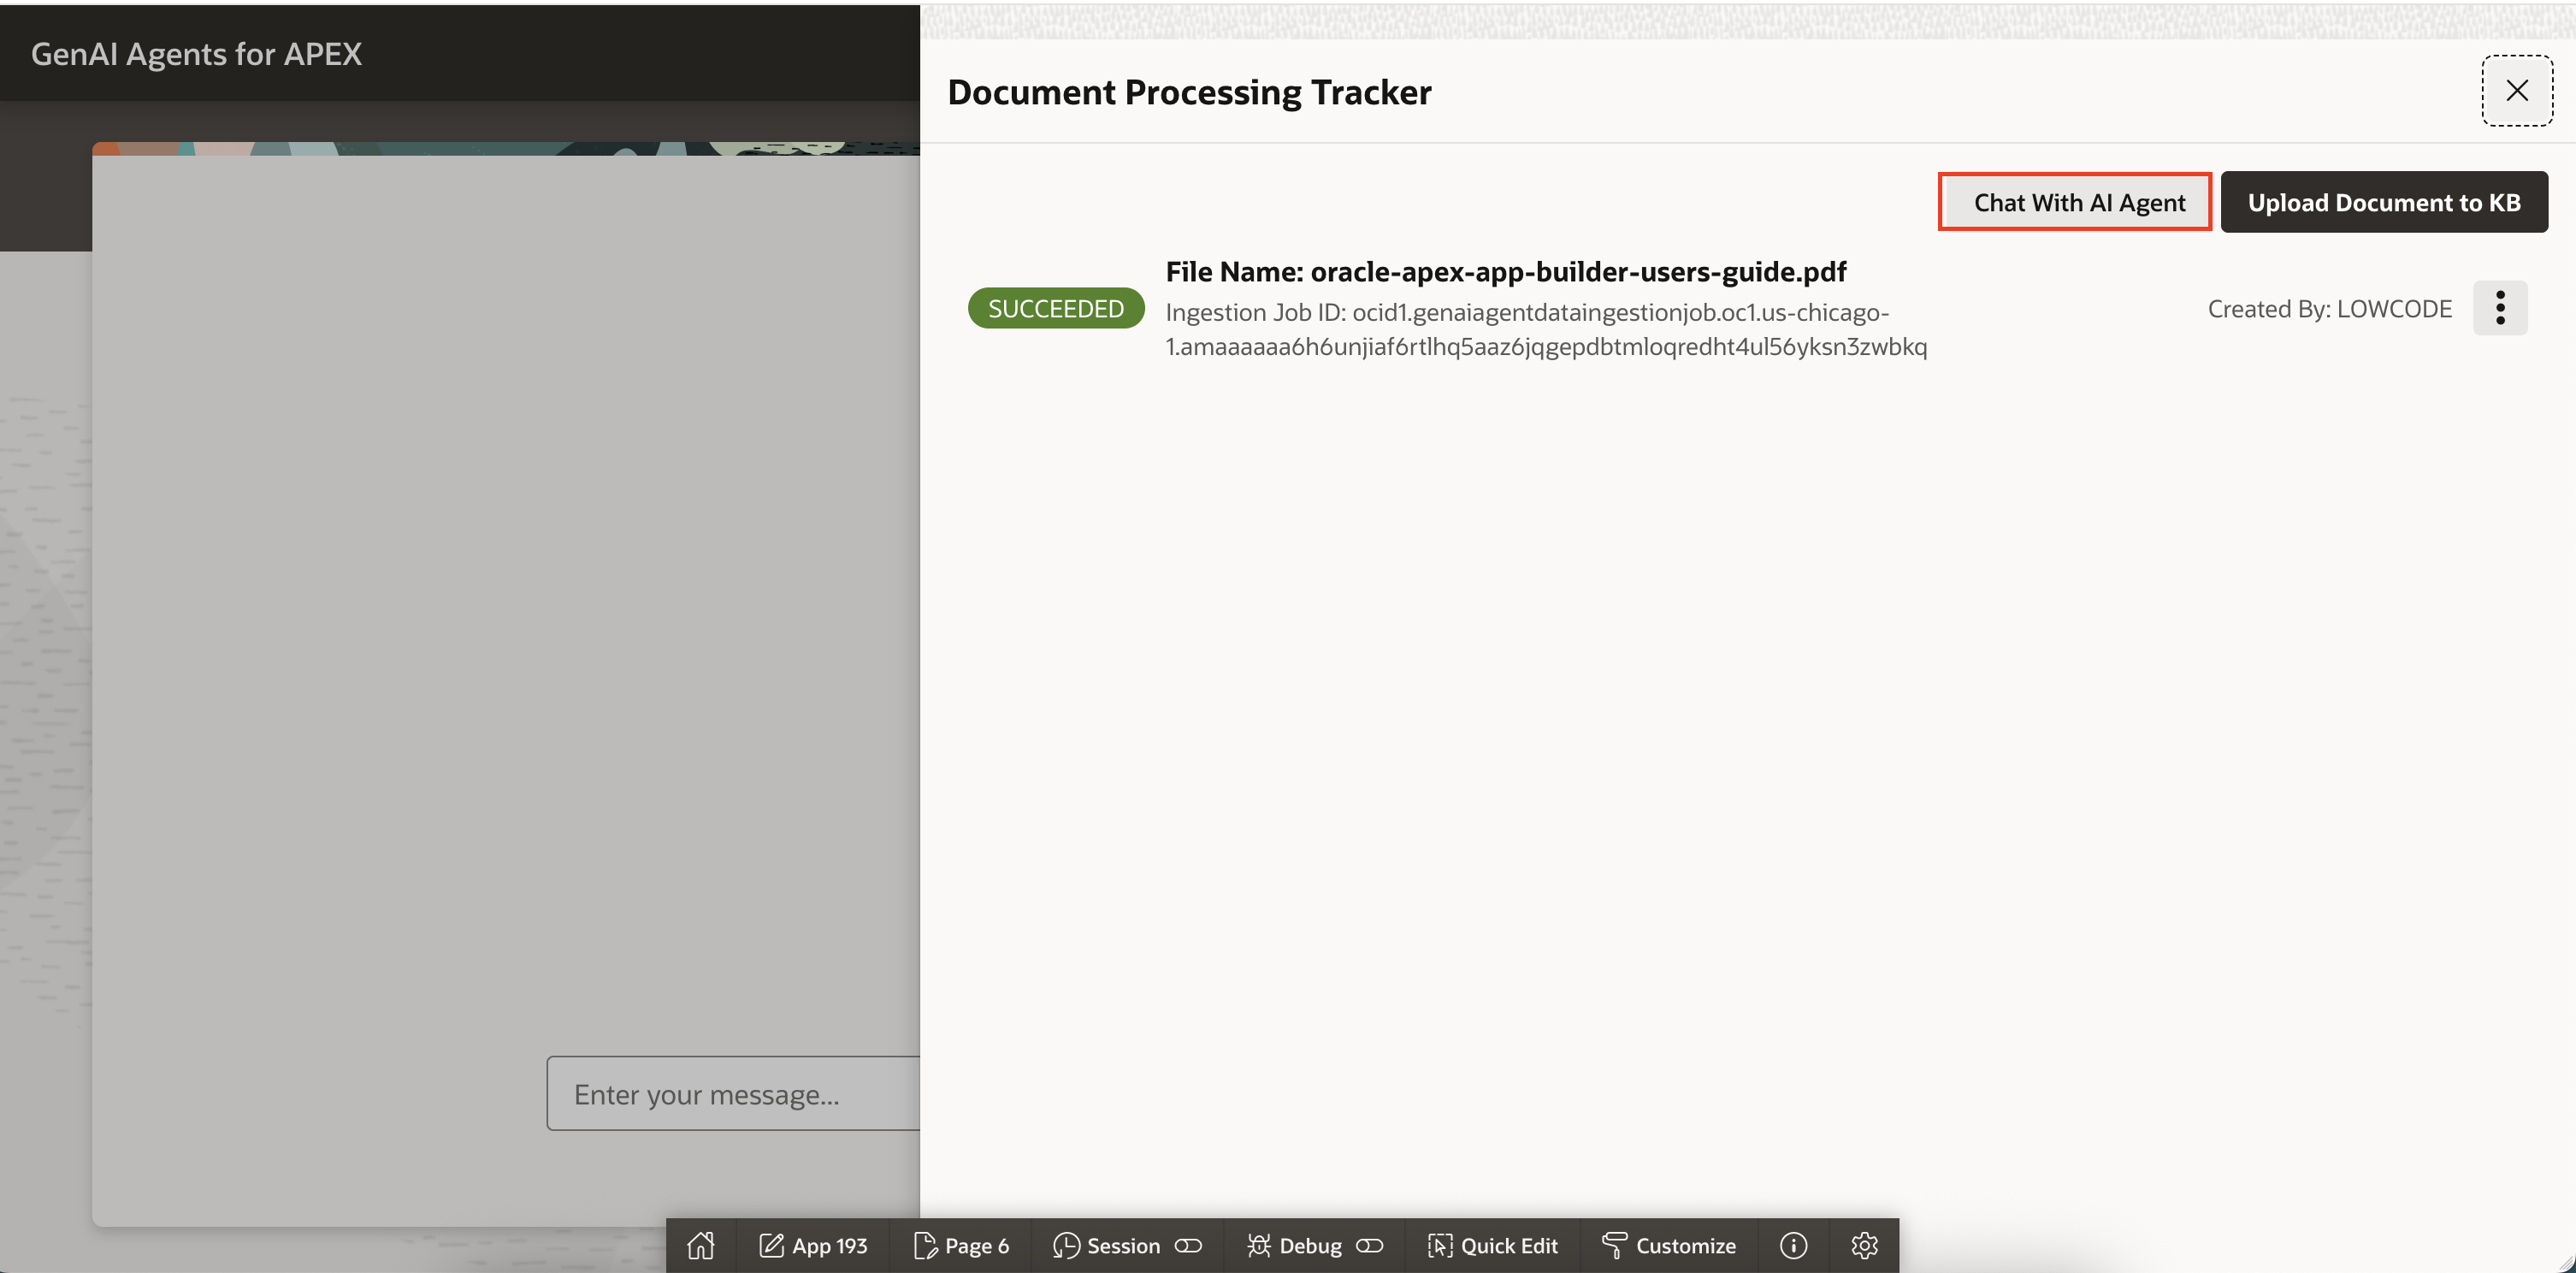 GenAI Agents for APEX
Document Processing Tracker
Chat With AI Agent
Upload Document to KB
SUCCEEDED
File Name: oracle-apex-app-builder-users-guide.pdf
Ingestion Job ID: ocid1.genaiagentdataingestionjob.oc1.us-chicago-
1.amaaaaaa6h6unjiaf6rtlhq5aaz6jqgepdbtmloqredht4ul56yksn3zwbkq
Created By: LOWCODE
Enter your message...
App 193
Page 6
Session
Debug
Quick Edit
Customize